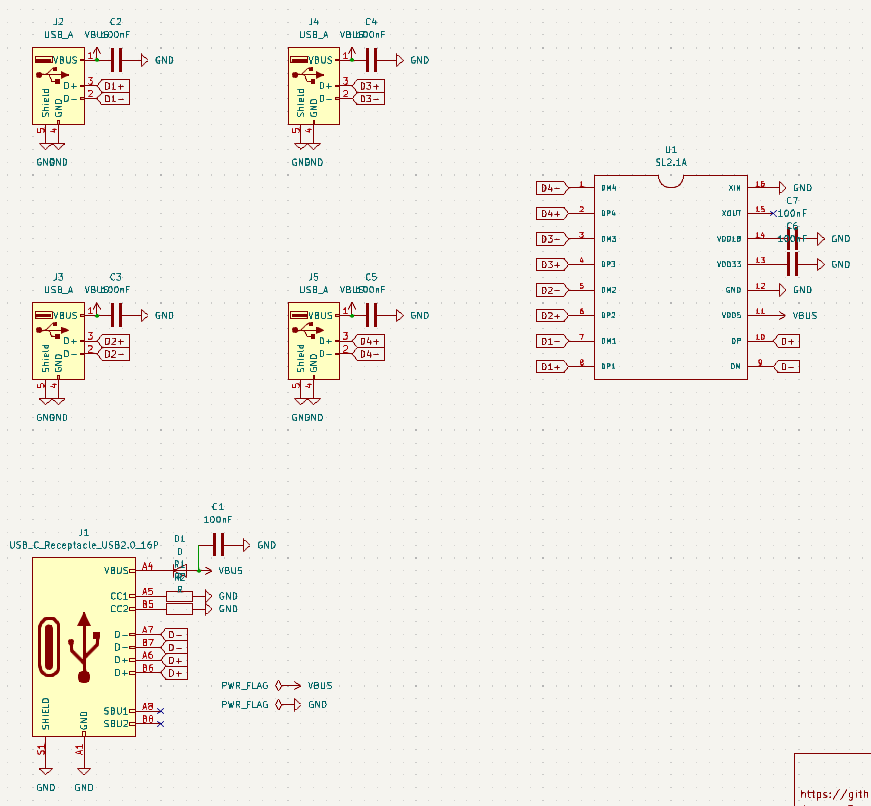 J2
USB_A
C2
100nF
VBUS
GND
VBUS
1
D+
3
D1+
D-
2
D1-
Shield
GND
5
4
GND
GND
J4
USB_A
C4
100nF
VBUS
GND
VBUS
1
D+
3
D3+
D-
2
D3-
Shield
GND
5
4
GND
GND
J3
USB_A
C3
100nF
VBUS
GND
VBUS
1
D+
3
D2+
D-
2
D2-
Shield
GND
5
4
GND
GND
J5
USB_A
C5
100nF
VBUS
GND
VBUS
1
D+
3
D4+
D-
2
D4-
Shield
GND
5
4
GND
GND
U1
SL2.1A
D4- 1 DM4
D4+ 2 DP4
D3- 3 DM3
D3+ 4 DP3
D2- 5 DM2
D2+ 6 DP2
D1- 7 DM1
D1+ 8 DP1
XIN 16 GND
C7
XOUT 15 100nF
C6
100nF
VDD18 14 GND
VDD33 13 GND
GND 12 GND
VDD5 11 VBUS
DP 10 D+
DM 9 D-
C1
100nF
GND
J1
USB_C_Receptacle_USB2.0_16P
D1
D
R1
R2
R
VBUS A4 VBUS
CC1 A5 GND
CC2 B5 GND
D- A7 D-
D- B7 D-
D+ A6 D+
D+ B6 D+
SBU1 A8
SBU2 B8
SHIELD
GND
S1
A1
GND
GND
PWR_FLAG VBUS
PWR_FLAG GND
https://gith